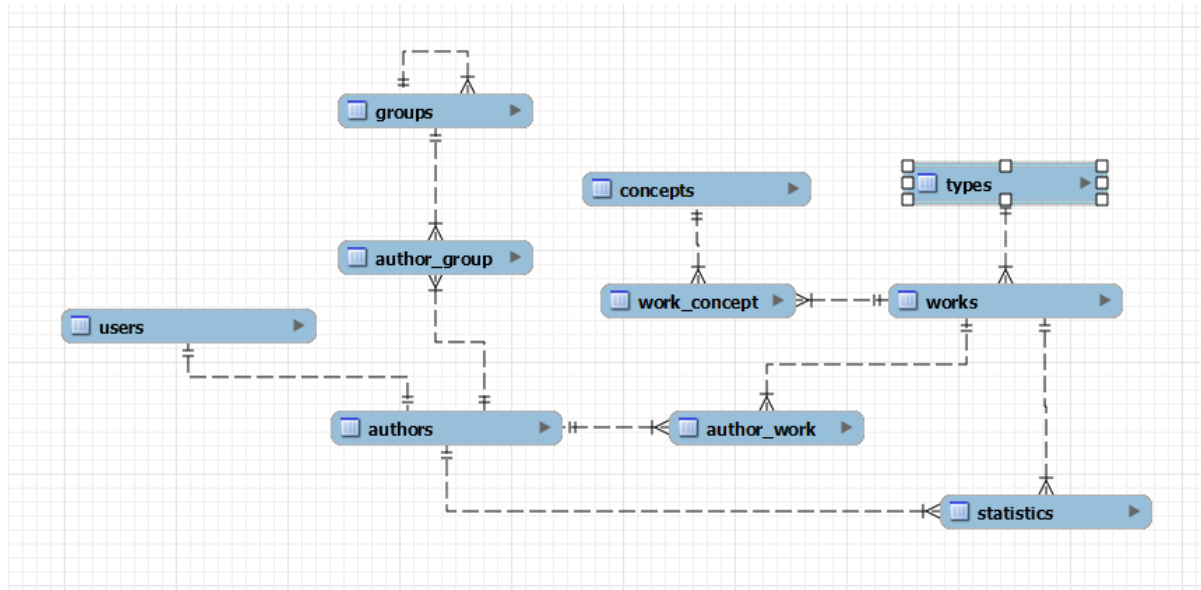 groups
concepts
types
author_group
work_concept
works
users
authors
author_work
statistics